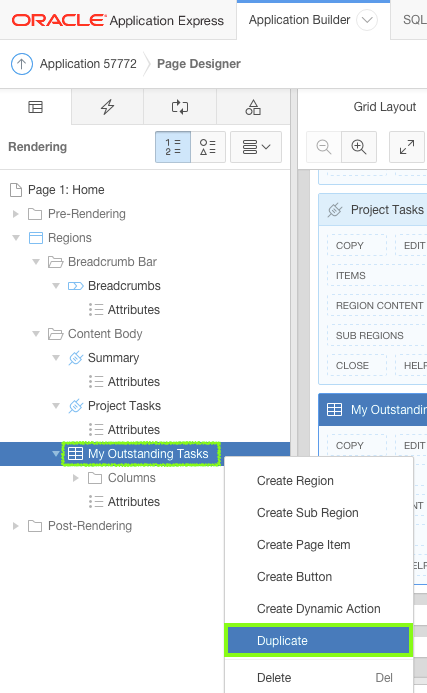 ORACLE Application Express
Application Builder
SQL
Application 57772
Page Designer
Grid Layout
Rendering
Page 1: Home
Pre-Rendering
Regions
Breadcrumb Bar
Breadcrumbs
Attributes
Content Body
Summary
Attributes
Project Tasks
Attributes
My Outstanding Tasks
Columns
Attributes
Post-Rendering
Project Tasks
COPY
EDIT
ITEMS
REGION CONTENT
SUB REGIONS
CLOSE
HELP
My Outstanding
COPY
EDIT
Create Region
Create Sub Region
Create Page Item
Create Button
Create Dynamic Action
Duplicate
Delete Del